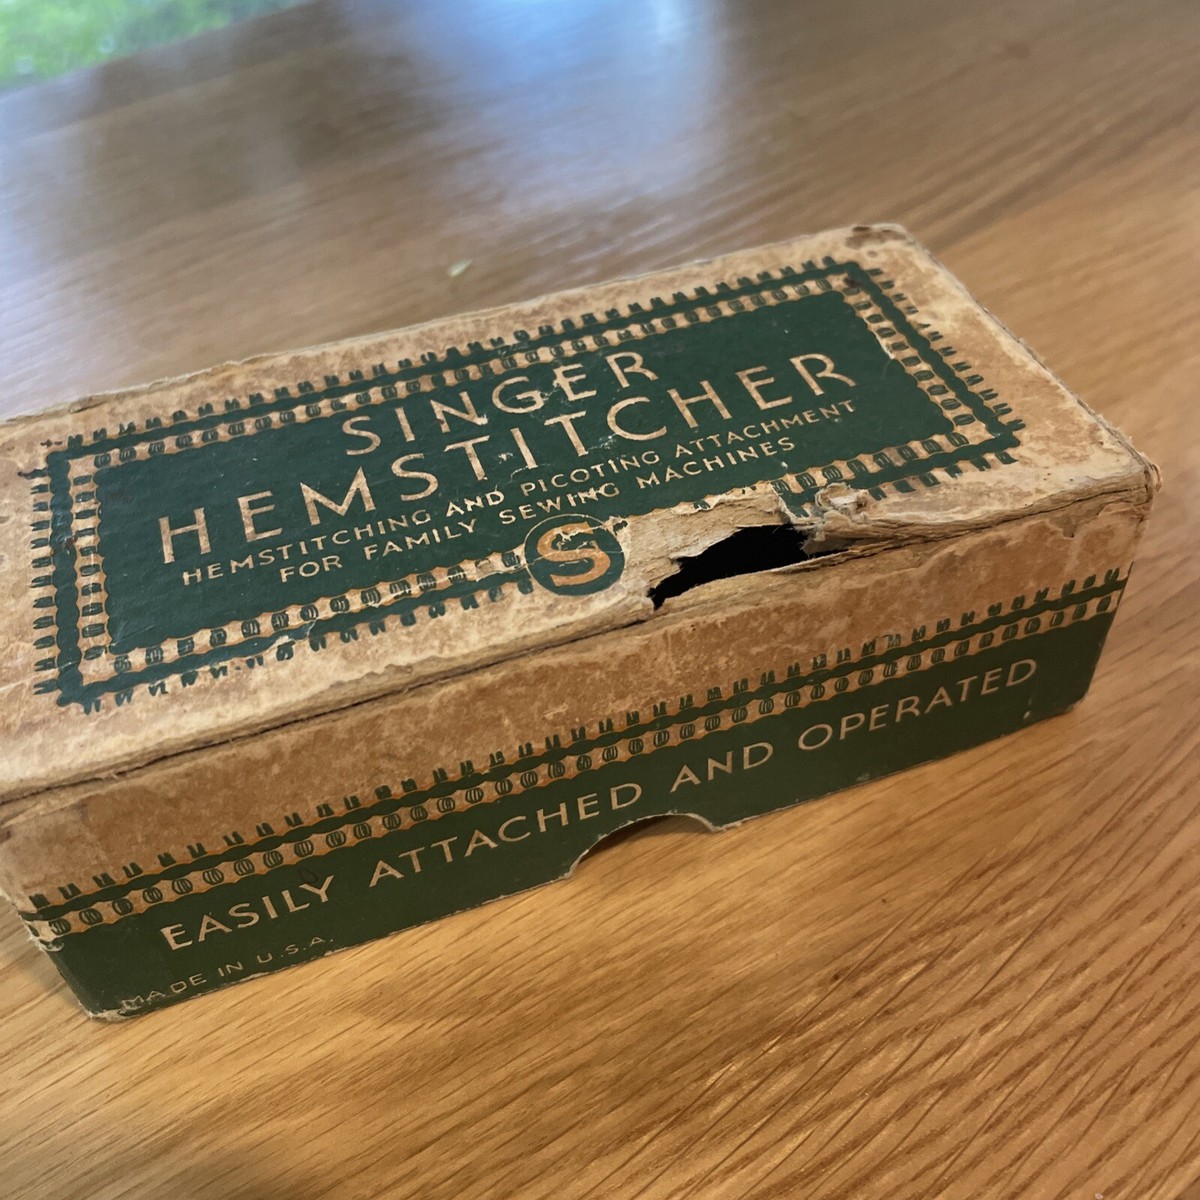 SINGER
HEMSTITCHER
HEMSTITCHING AND PICOTING ATTACHMENT
FOR FAMILY SEWING MACHINES
S
EASILY ATTACHED AND OPERATED
MADE IN U.S.A.